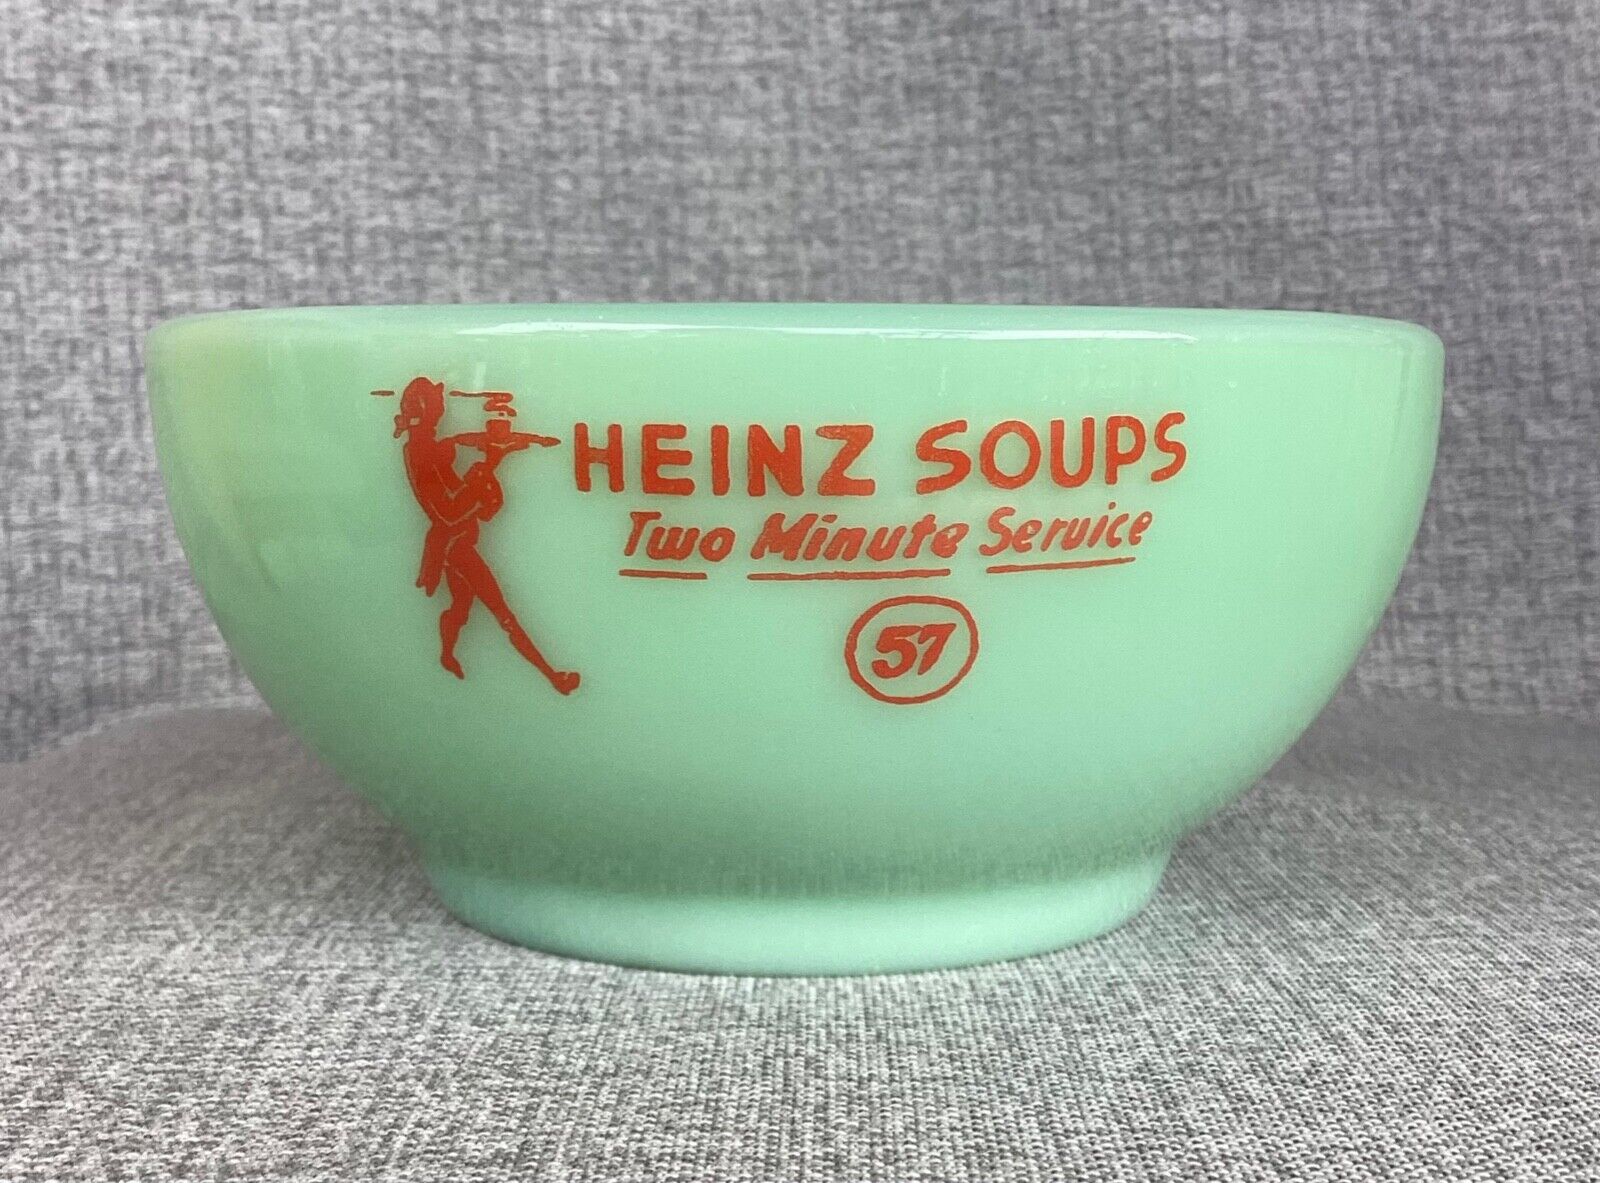 HEINZ SOUPS
Two Minute Service
57